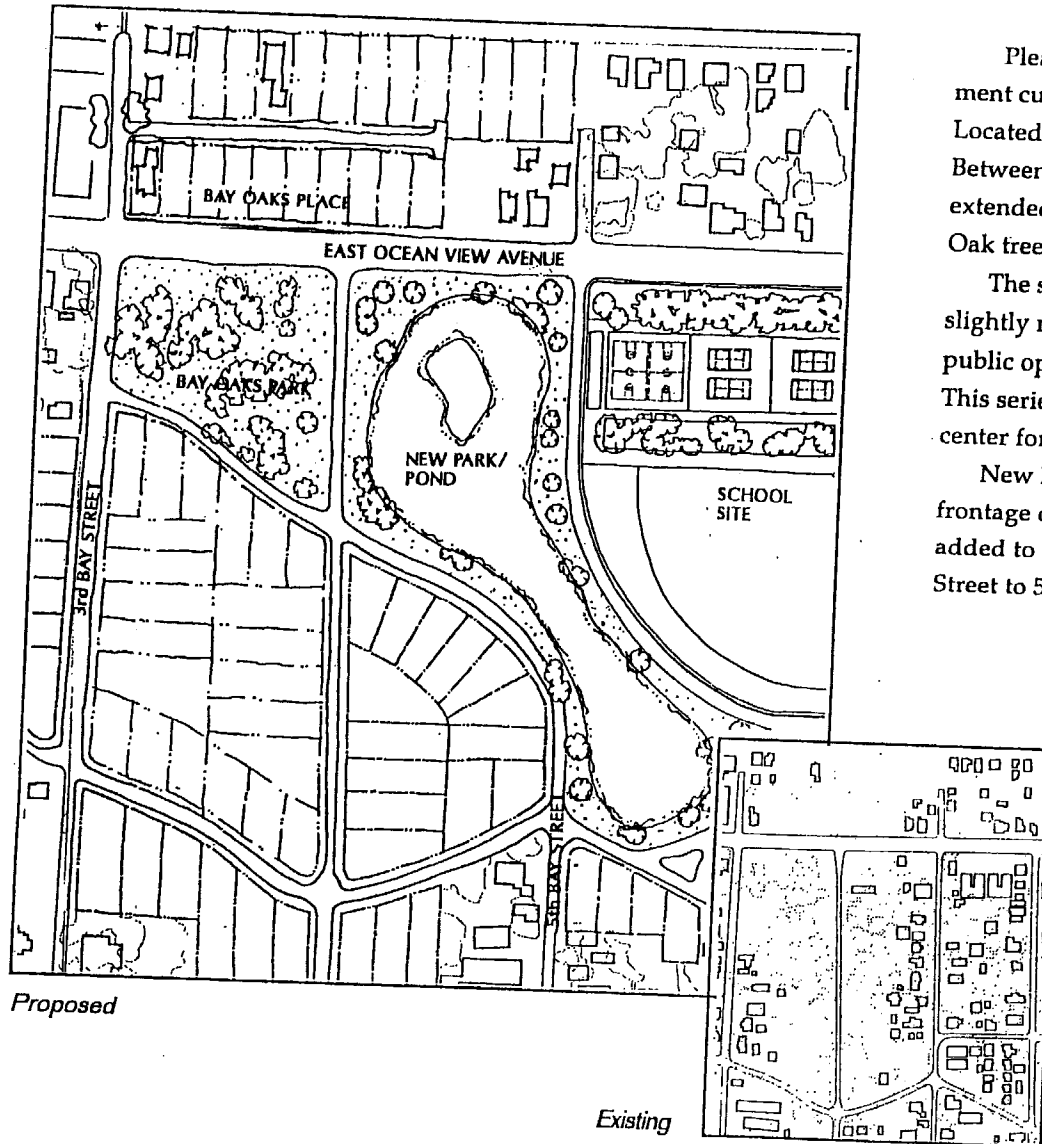 BAY OAKS PLACE
EAST OCEAN VIEW AVENUE
BAY OAKS PARK
NEW PARK/
POND
SCHOOL
SITE
3rd BAY STREET
5th BAY STREET
Proposed
Existing
Plea
ment cu
Located
Between
extended
Oak tree
The s
slightly r
public op
This serie
center for
New
frontage
added to
Street to 5